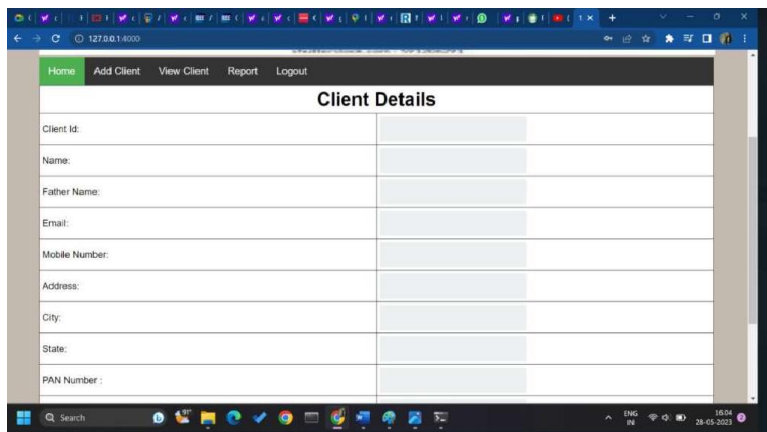 127.0.0.1:4000
Home Add Client View Client Report Logout
Client Details
Client Id:
Name:
Father Name:
Email:
Mobile Number:
Address:
City:
State:
PAN Number :
91°
Search
ENG
IN
16:04
28-05-2023